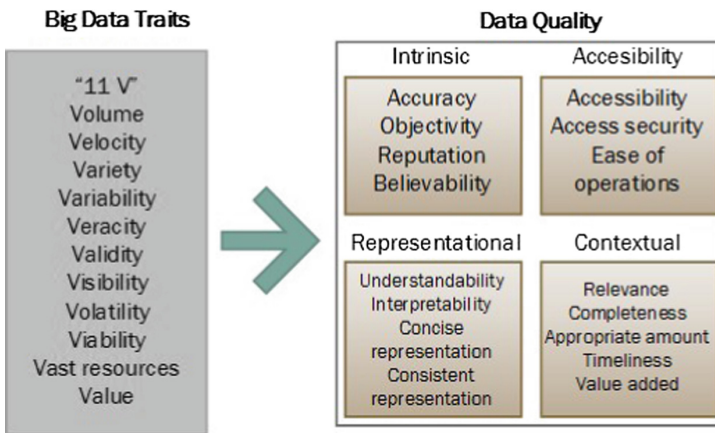 Big Data Traits
"11 V"
Volume
Velocity
Variety
Variability
Veracity
Validity
Visibility
Volatility
Viability
Vast resources
Value
Data Quality
Intrinsic
Accuracy
Objectivity
Reputation
Believability
Accesibility
Accessibility
Access security
Ease of
operations
Representational
Understandability
Interpretability
Concise
representation
Consistent
representation
Contextual
Relevance
Completeness
Appropriate amount
Timeliness
Value added